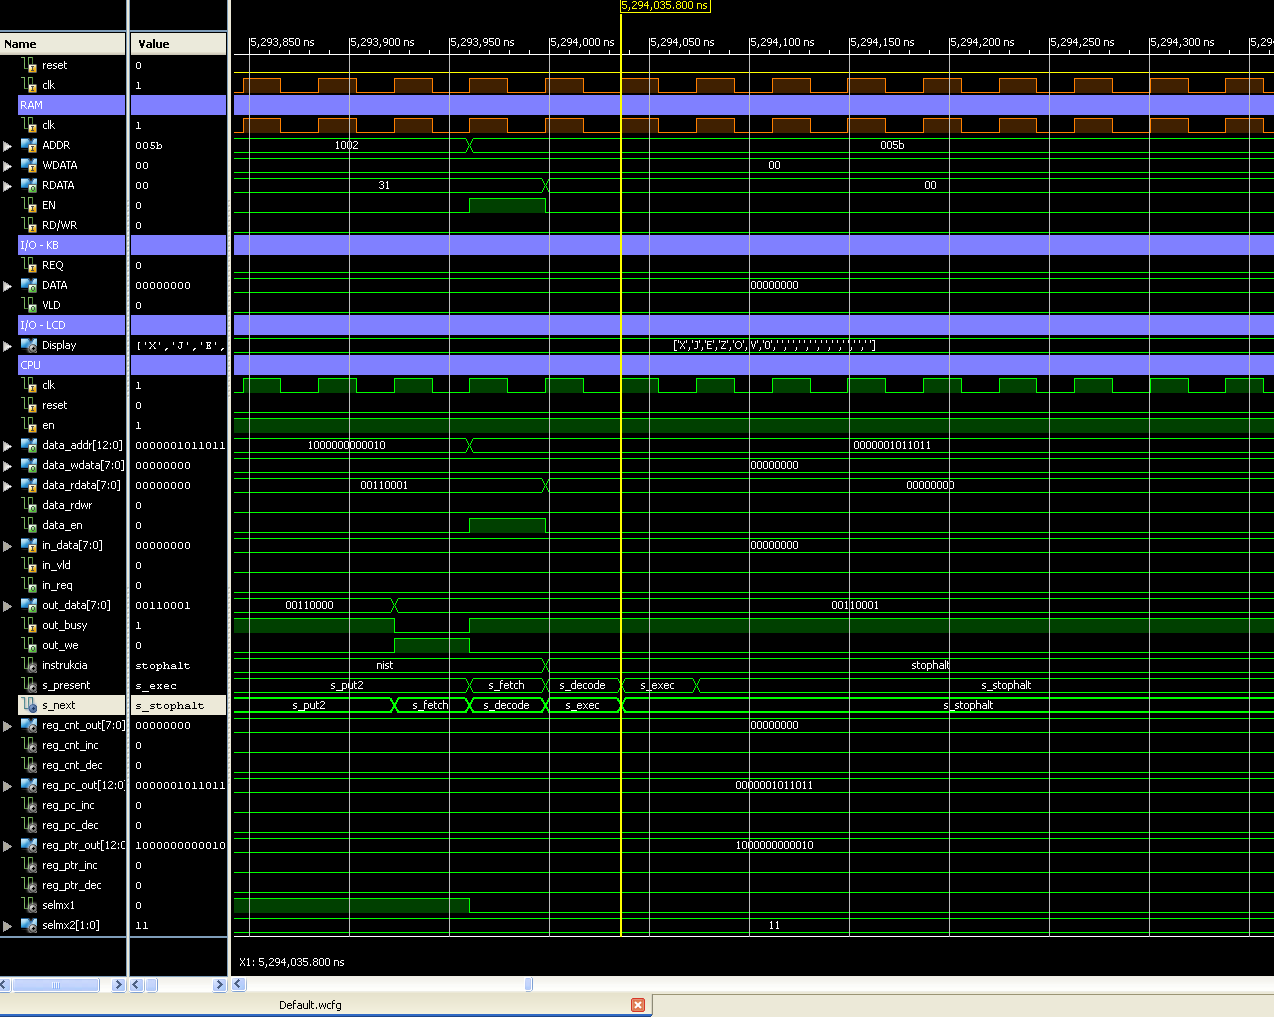 5,294,035.800 ns
Name Value 5,293,850 ns 5,293,900 ns 5,293,950 ns 5,294,000 ns 5,294,050 ns 5,294,100 ns 5,294,150 ns 5,294,200 ns 5,294,250 ns 5,294,300 ns 5,29
reset 0
clk 1
RAM
clk 1
ADDR 005b 1002 005b
WDATA 00 00
RDATA 00 31 00
EN 0
RD/WR 0
I/O - KB
REQ 0
DATA 00000000 00000000
VLD 0
I/O - LCD
Display ['X','J','E', ['X','J','E','Z','O','V','0',' ',' ',' ',' ',' ',' ',' ',' ',' ']
CPU
clk 1
reset 0
en 1
data_addr[12:0] 0000001011011 1000000000010 0000001011011
data_wdata[7:0] 00000000 00000000
data_rdata[7:0] 00000000 00110001 00000000
data_rdwr 0
data_en 0
in_data[7:0] 00000000 00000000
in_vld 0
in_req 0
out_data[7:0] 00110001 00110000 00110001
out_busy 1
out_we 0
instrukcia stophalt nist stophalt
s_present s_exec s_put2 s_fetch s_decode s_exec s_stophalt
s_next s_stophalt s_put2 s_fetch s_decode s_exec s_stophalt
reg_cnt_out[7:0] 00000000 00000000
reg_cnt_inc 0
reg_cnt_dec 0
reg_pc_out[12:0] 0000001011011 0000001011011
reg_pc_inc 0
reg_pc_dec 0
reg_ptr_out[12:0 1000000000010 1000000000010
reg_ptr_inc 0
reg_ptr_dec 0
selmx1 0
selmx2[1:0] 11 11
X1: 5,294,035.800 ns
Default.wcfg